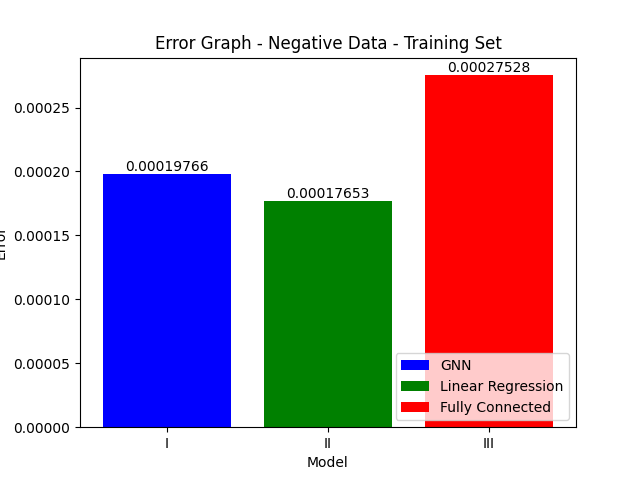 Error Graph - Negative Data - Training Set
0.00027528
0.00019766
0.00017653
0.00025
0.00020
0.00015
0.00010
0.00005
0.00000
Error
GNN
Linear Regression
Fully Connected
I
II
III
Model